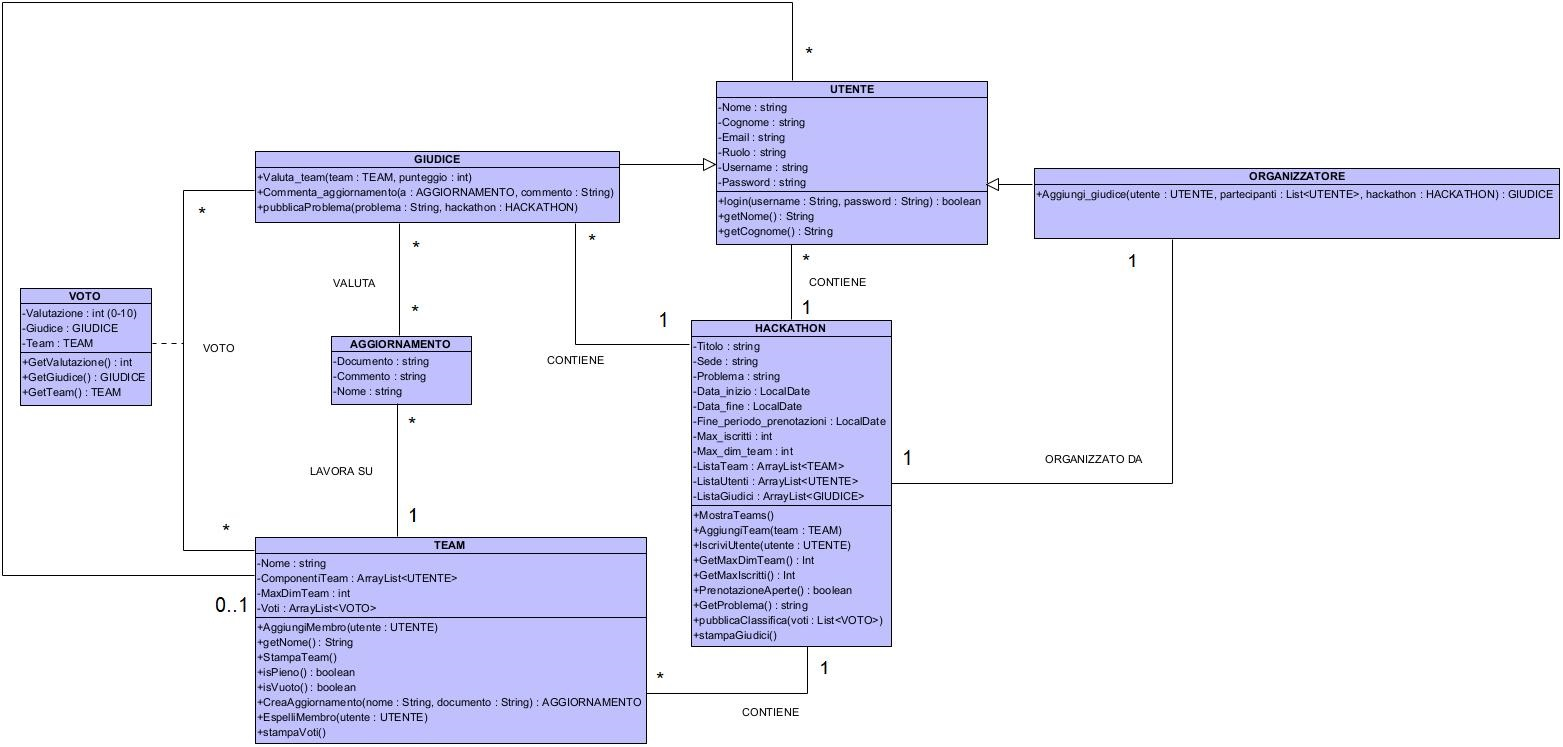 *
UTENTE
-Nome : string
-Cognome : string
-Email : string
-Ruolo : string
-Username : string
-Password : string
+login(username : String, password : String) : boolean
+getNome() : String
+getCognome() : String
GIUDICE
+Valuta_team(team : TEAM, punteggio : int)
+Commenta_aggiornamento(a : AGGIORNAMENTO, commento : String)
+pubblicaProblema(problema : String, hackathon : HACKATHON)
ORGANIZZATORE
+Aggiungi_giudice(utente : UTENTE, partecipanti : List<UTENTE>, hackathon : HACKATHON) : GIUDICE
*
*
*
*
1
CONTIENE
VALUTA
*
1
1
VOTO
-Valutazione : int (0-10)
-Giudice : GIUDICE
-Team : TEAM
+GetValutazione() : int
+GetGiudice() : GIUDICE
+GetTeam() : TEAM
VOTO
AGGIORNAMENTO
-Documento : string
-Commento : string
-Nome : string
CONTIENE
HACKATHON
-Titolo : string
-Sede : string
-Problema : string
-Data_inizio : LocalDate
-Data_fine : LocalDate
-Fine_periodo_prenotazioni : LocalDate
-Max_iscritti : int
-Max_dim_team : int
-ListaTeam : ArrayList<TEAM>
-ListaUtenti : ArrayList<UTENTE>
-ListaGiudici : ArrayList<GIUDICE>
+MostraTeams()
+AggiungiTeam(team : TEAM)
+IscriviUtente(utente : UTENTE)
+GetMaxDimTeam() : Int
+GetMaxIscritti() : Int
+PrenotazioneAperte() : boolean
+GetProblema() : string
+pubblicaClassifica(voti : List<VOTO>)
+stampaGiudici()
*
LAVORA SU
1
1
ORGANIZZATO DA
*
TEAM
-Nome : string
-ComponentiTeam : ArrayList<UTENTE>
-MaxDimTeam : int
-Voti : ArrayList<VOTO>
+AggiungiMembro(utente : UTENTE)
+getNome() : String
+StampaTeam()
+isPieno() : boolean
+isVuoto() : boolean
+CreaAggiornamento(nome : String, documento : String) : AGGIORNAMENTO
+EspelliMembro(utente : UTENTE)
+stampaVoti()
0..1
*
1
CONTIENE